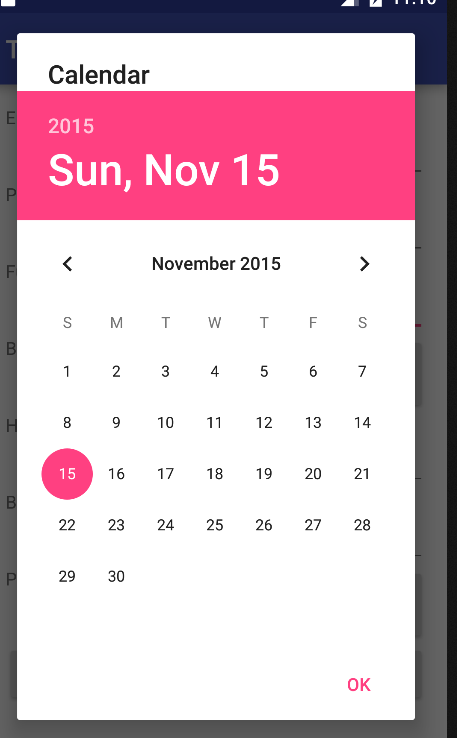 11:10
Calendar
2015
Sun, Nov 15
November 2015
S M T W T F S
1 2 3 4 5 6 7
8 9 10 11 12 13 14
15 16 17 18 19 20 21
22 23 24 25 26 27 28
29 30
OK